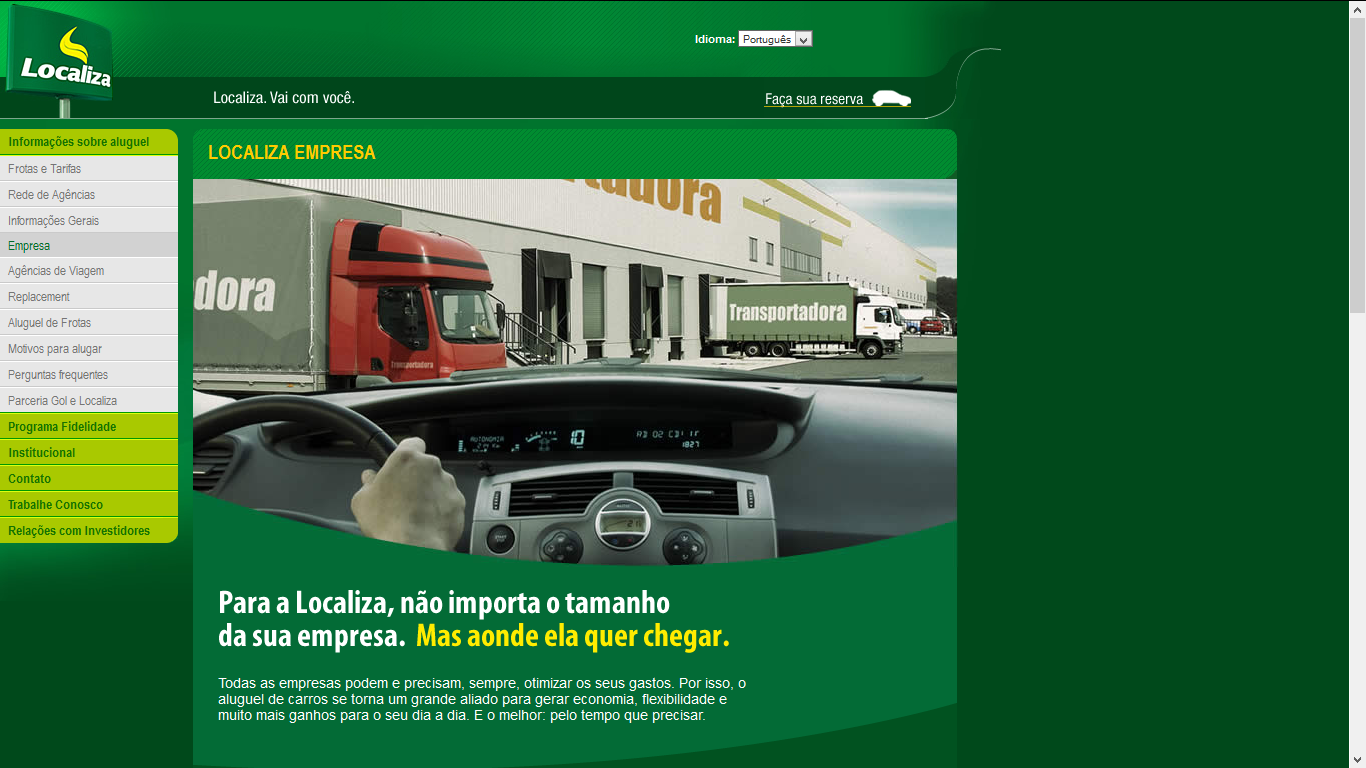 Localiza
Idioma: Português
Localiza. Vai com você.
Faça sua reserva
Informações sobre aluguel
Frotas e Tarifas
Rede de Agências
Informações Gerais
Empresa
Agências de Viagem
Replacement
Aluguel de Frotas
Motivos para alugar
Perguntas frequentes
Parceria Gol e Localiza
Programa Fidelidade
Institucional
Contato
Trabalhe Conosco
Relações com Investidores
LOCALIZA EMPRESA
portadora
dora
Transportadora
Transportadora
AUTONOMIA
10
1827
Para a Localiza, não importa o tamanho
da sua empresa. Mas aonde ela quer chegar.
Todas as empresas podem e precisam, sempre, otimizar os seus gastos. Por isso, o
aluguel de carros se torna um grande aliado para gerar economia, flexibilidade e
muito mais ganhos para o seu dia a dia. E o melhor: pelo tempo que precisar.